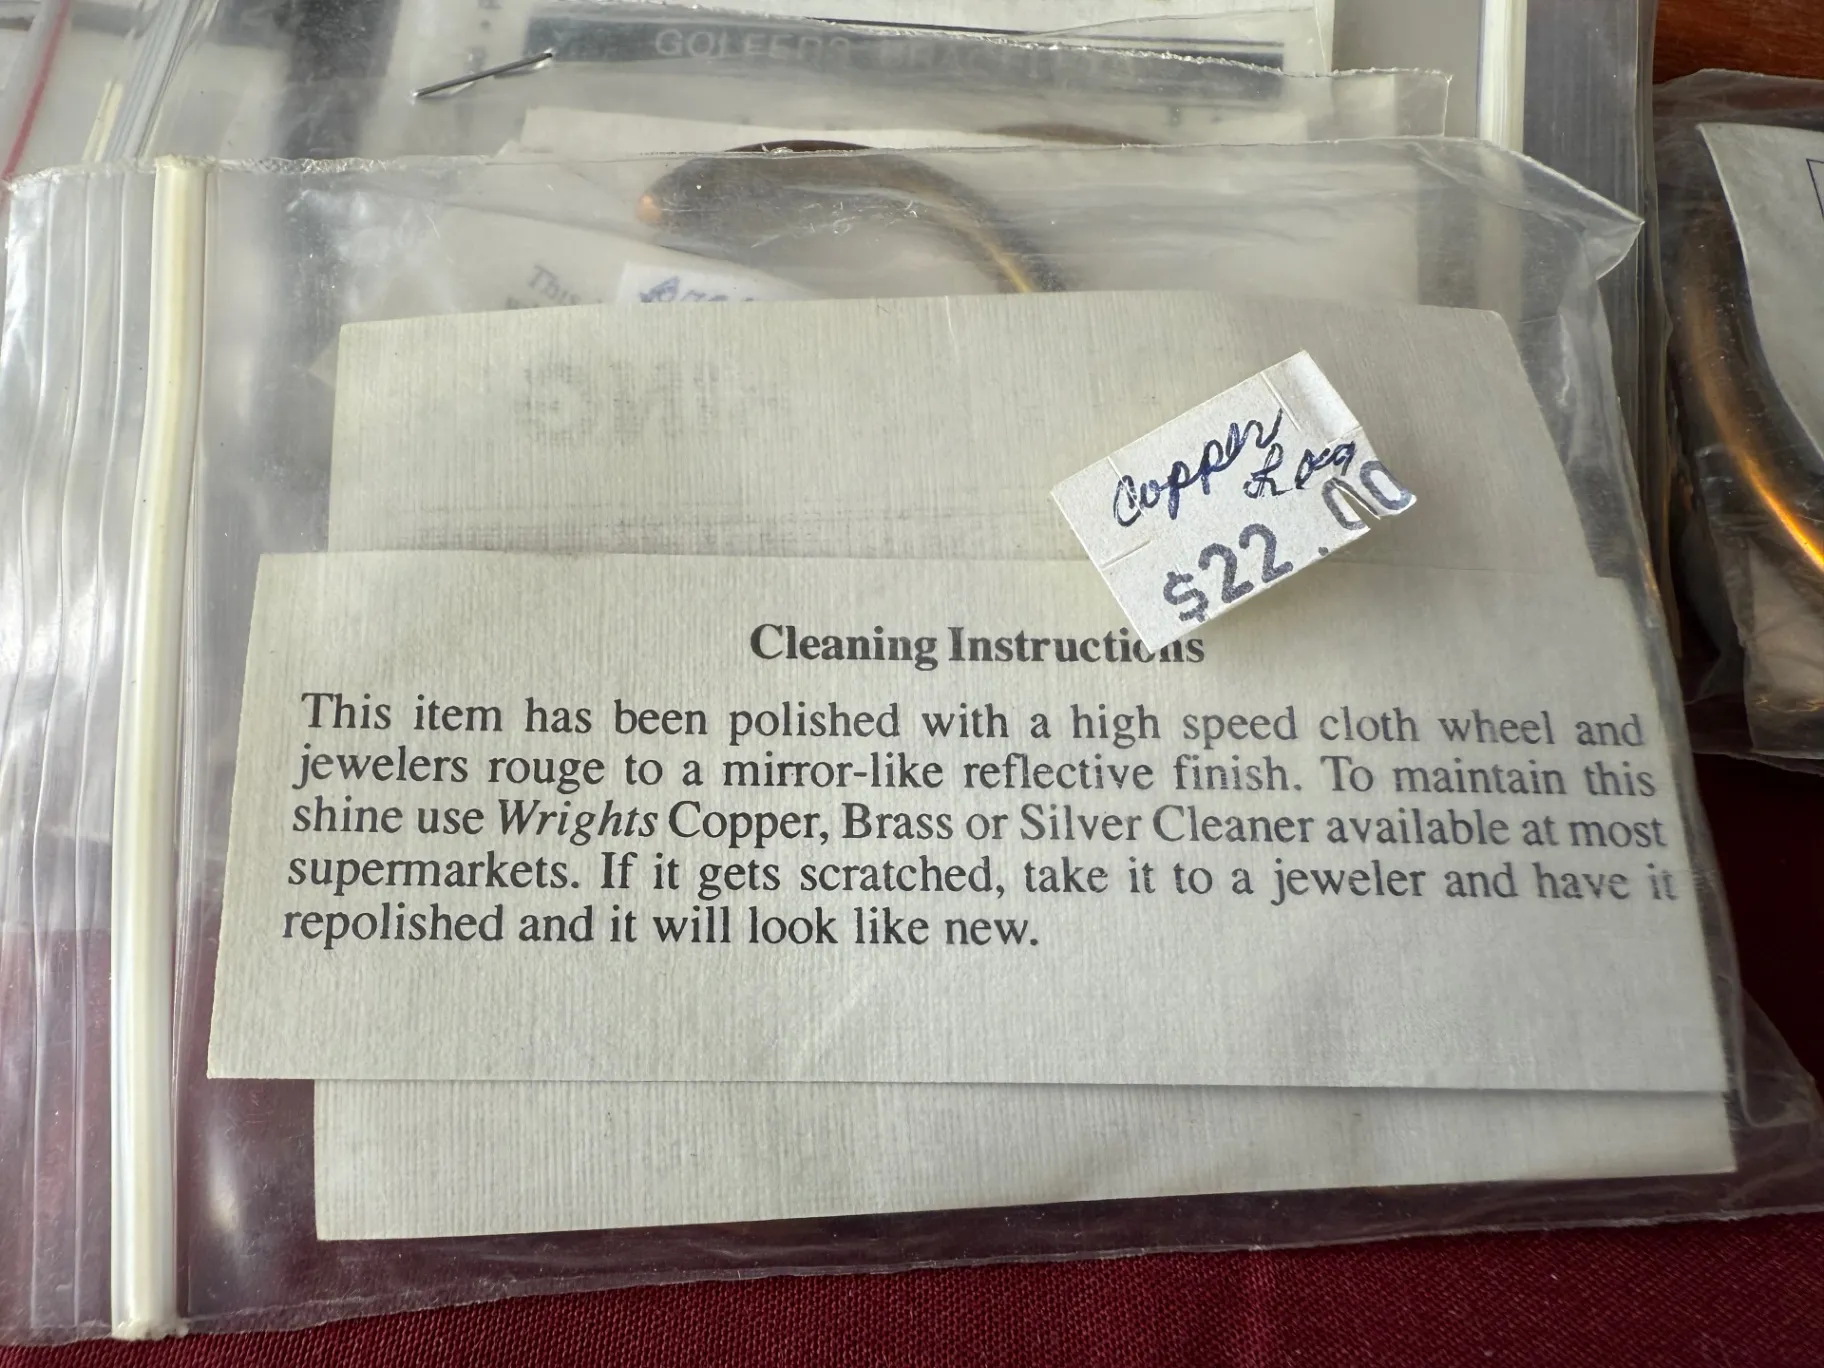 GOLFERS
This
Copper
$22.00
Cleaning Instructions
This item has been polished with a high speed cloth wheel and
jewelers rouge to a mirror-like reflective finish. To maintain this
shine use Wrights Copper, Brass or Silver Cleaner available at most
supermarkets. If it gets scratched, take it to a jeweler and have it
repolished and it will look like new.